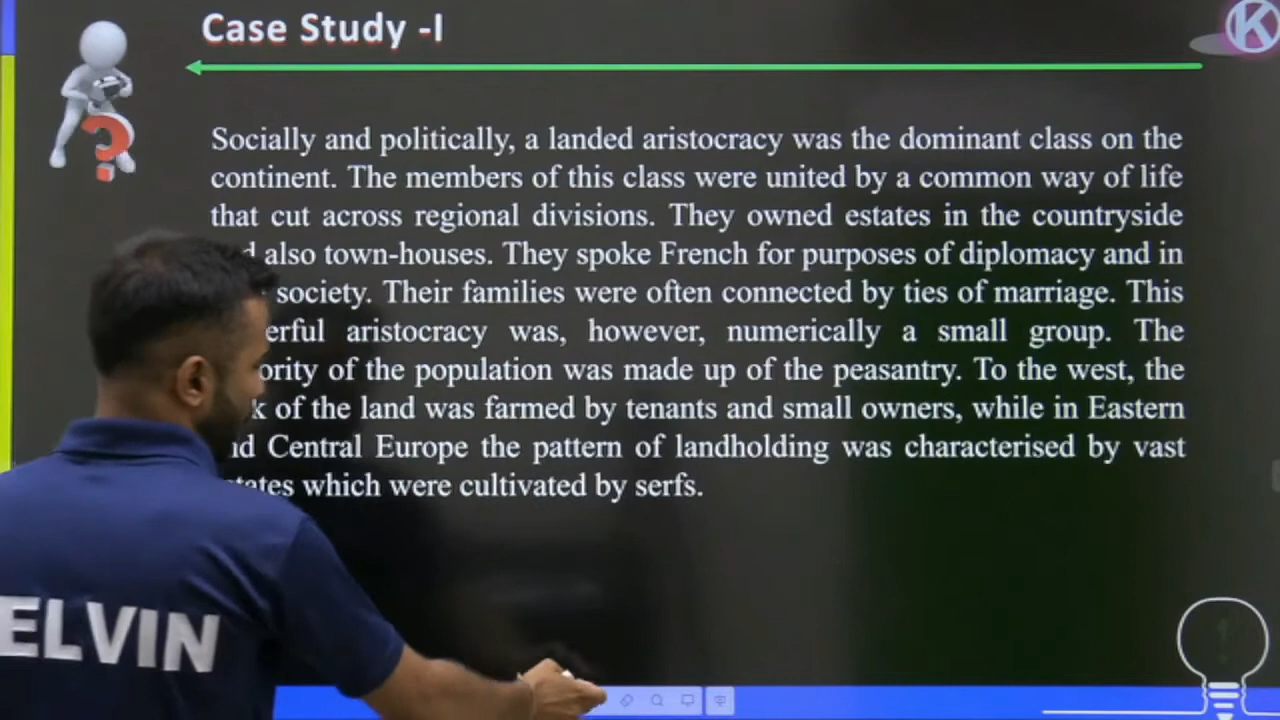 Case Study -I
K
Socially and politically, a landed aristocracy was the dominant class on the
continent. The members of this class were united by a common way of life
that cut across regional divisions. They owned estates in the countryside
also town-houses. They spoke French for purposes of diplomacy and in
society. Their families were often connected by ties of marriage. This
erful aristocracy was, however, numerically a small group. The
ority of the population was made up of the peasantry. To the west, the
k of the land was farmed by tenants and small owners, while in Eastern
Central Europe the pattern of landholding was characterised by vast
which were cultivated by serfs.
ELVIN